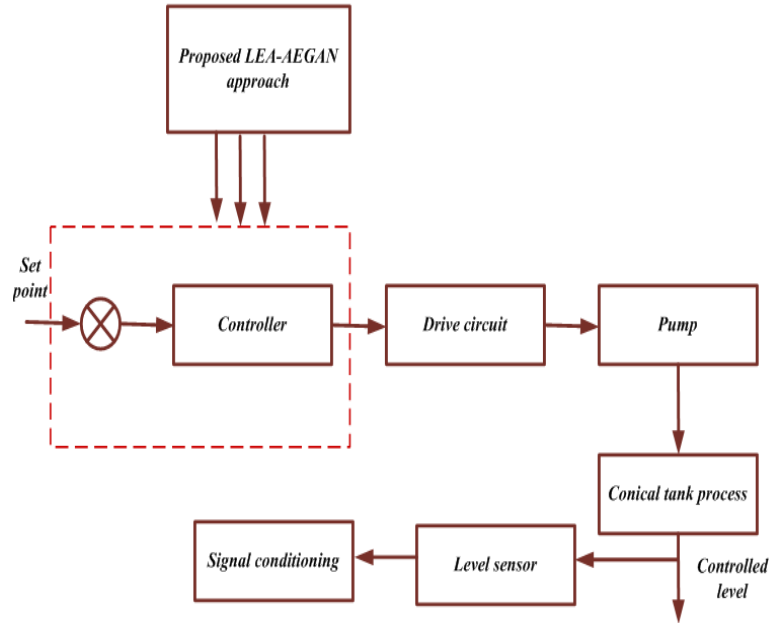 Proposed LEA-AEGAN
approach
Set
point
Controller
Drive circuit
Pump
Conical tank process
Signal conditioning
Level sensor
Controlled
level